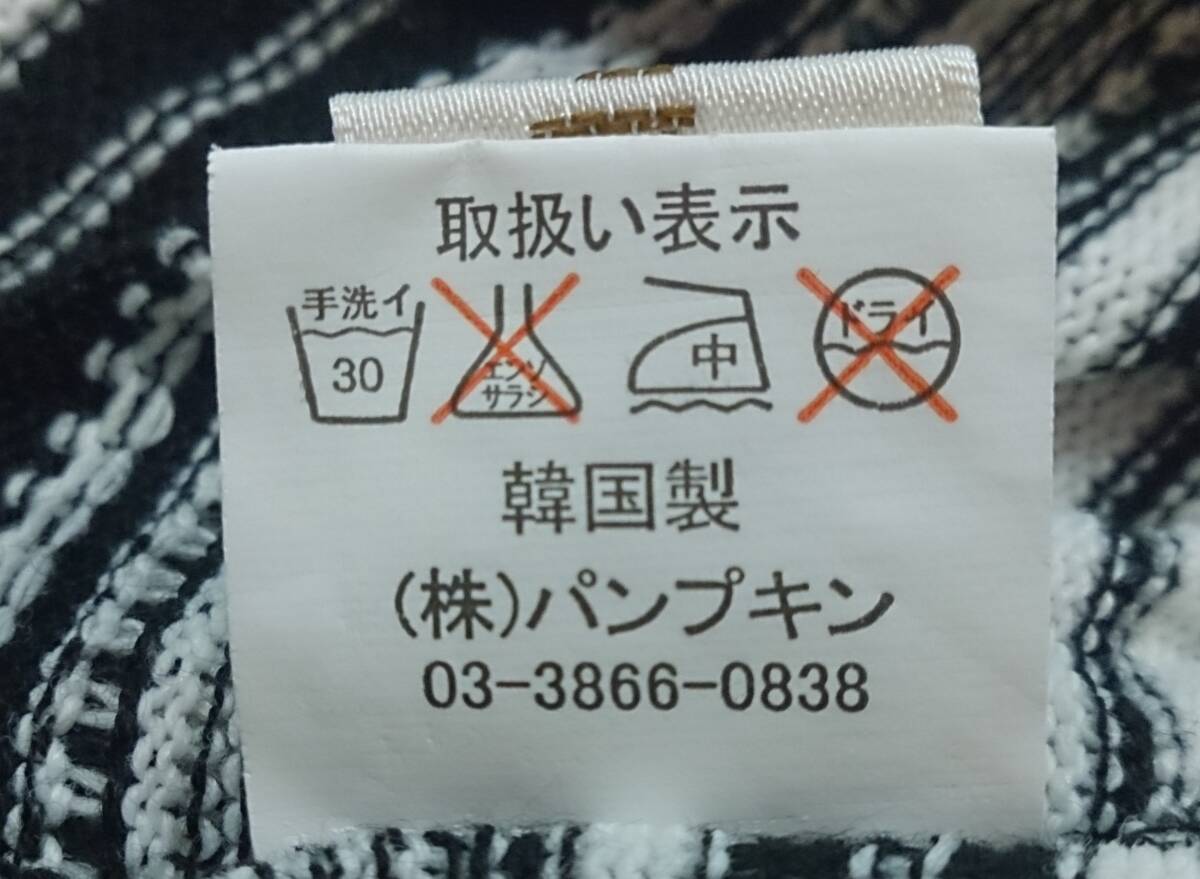 取扱い表示
手洗イ
30
エンソ
サラシ
中
ドライ
韓国製
(株)パンプキン
03-3866-0838